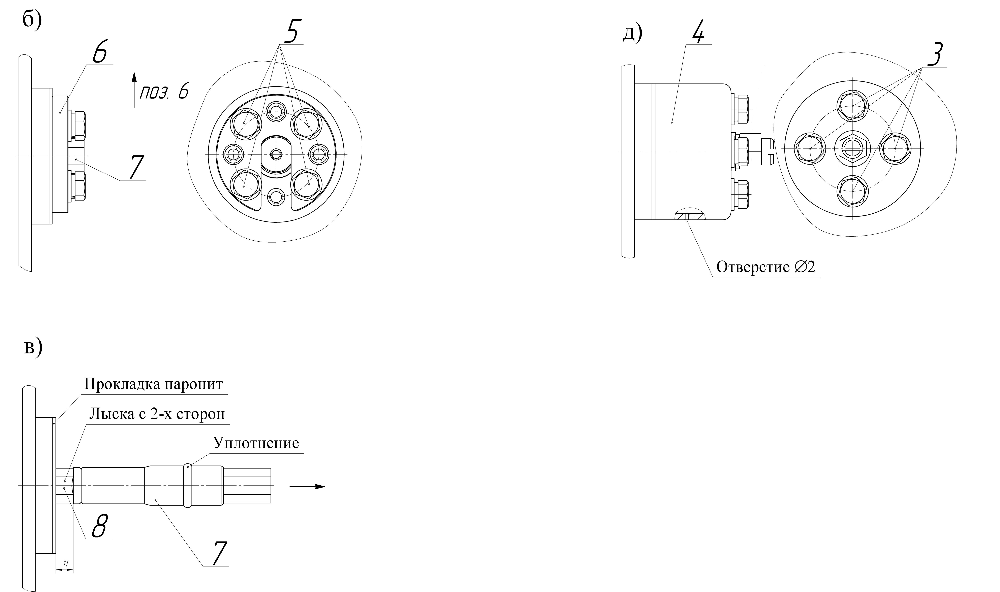 б)
5
6
поз. 6
7
д)
4
3
Отверстие ∅2
в)
Прокладка паронит
Лыска с 2-х сторон
Уплотнение
8
7
11